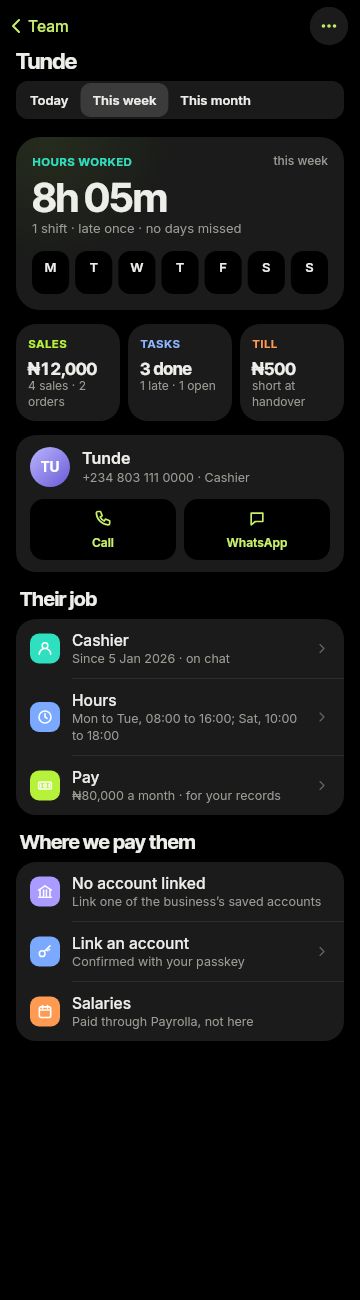 Team
Tunde
Today
This week
This month
HOURS WORKED
this week
8h 05m
1 shift · late once · no days missed
M
T
W
T
F
S
S
SALES
₦12,000
4 sales · 2
orders
TASKS
3 done
1 late · 1 open
TILL
₦500
short at
handover
TU
Tunde
+234 803 111 0000 · Cashier
Call
WhatsApp
Their job
Cashier
Since 5 Jan 2026 · on chat
Hours
Mon to Tue, 08:00 to 16:00; Sat, 10:00
to 18:00
Pay
₦80,000 a month · for your records
Where we pay them
No account linked
Link one of the business’s saved accounts
Link an account
Confirmed with your passkey
Salaries
Paid through Payrolla, not here